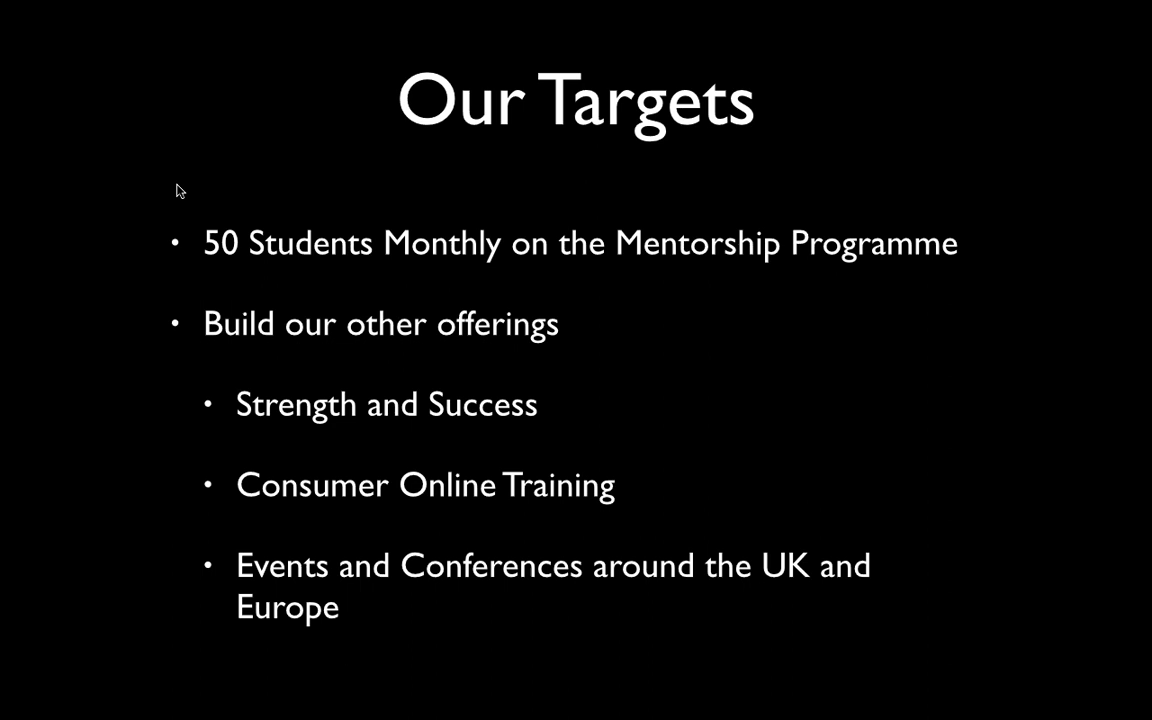 Our Targets
• 50 Students Monthly on the Mentorship Programme
• Build our other offerings
• Strength and Success
• Consumer Online Training
• Events and Conferences around the UK and
Europe